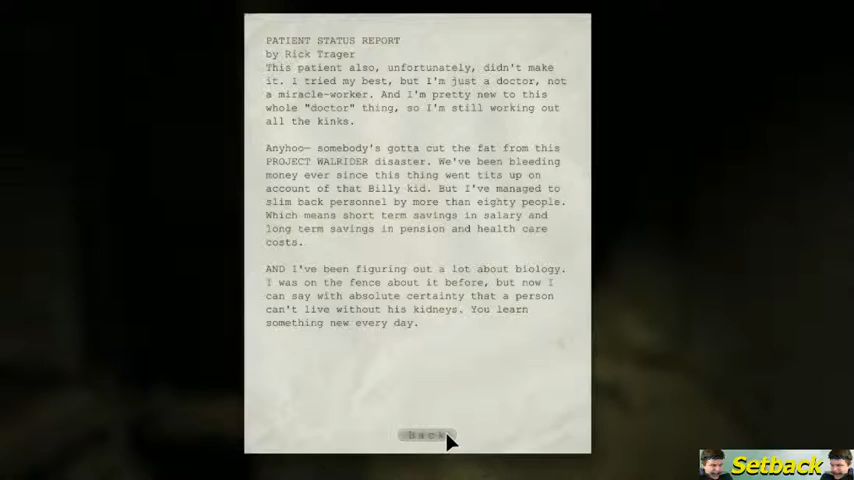 PATIENT STATUS REPORT
by Rick Trager
This patient also, unfortunately, didn't make
it. I tried my best, but I'm just a doctor, not
a miracle-worker. And I'm pretty new to this
whole "doctor" thing, so I'm still working out
all the kinks.
Anyhoo— somebody's gotta cut the fat from this
PROJECT WALRIDER disaster. We've been bleeding
money ever since this thing went tits up on
account of that Billy kid. But I've managed to
slim back personnel by more than eighty people.
Which means short term savings in salary and
long term savings in pension and health care
costs.
AND I've been figuring out a lot about biology.
I was on the fence about it before, but now I
can say with absolute certainty that a person
can't live without his kidneys. You learn
something new every day.
Back
Setback